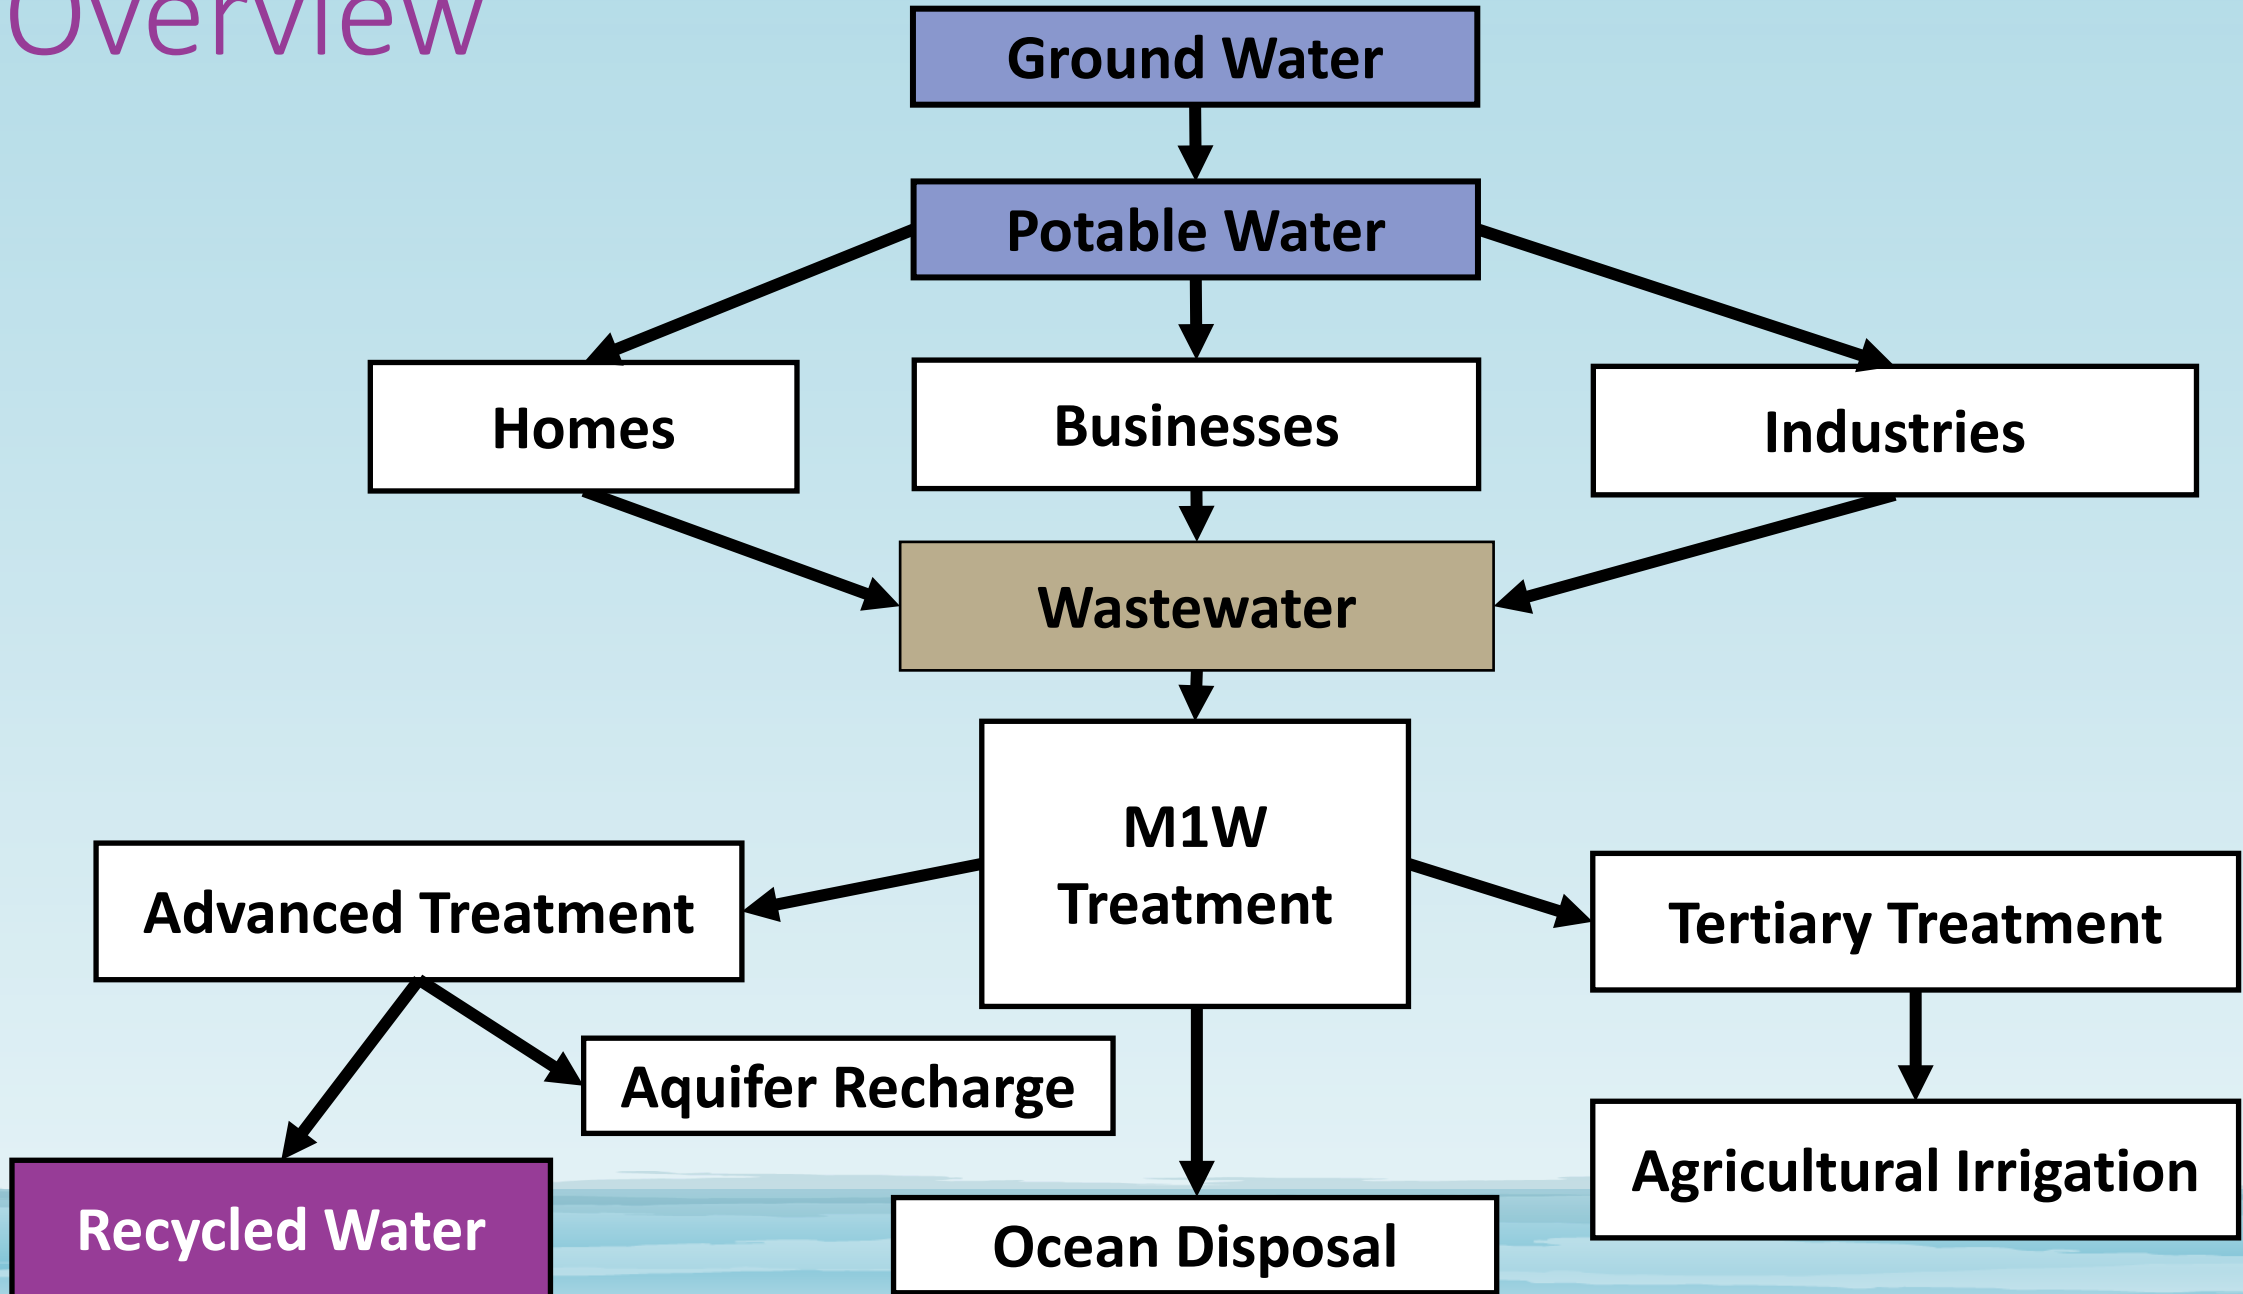 Overview
Ground Water
Potable Water
Homes
Businesses
Industries
Wastewater
M1W
Treatment
Advanced Treatment
Tertiary Treatment
Aquifer Recharge
Agricultural Irrigation
Recycled Water
Ocean Disposal